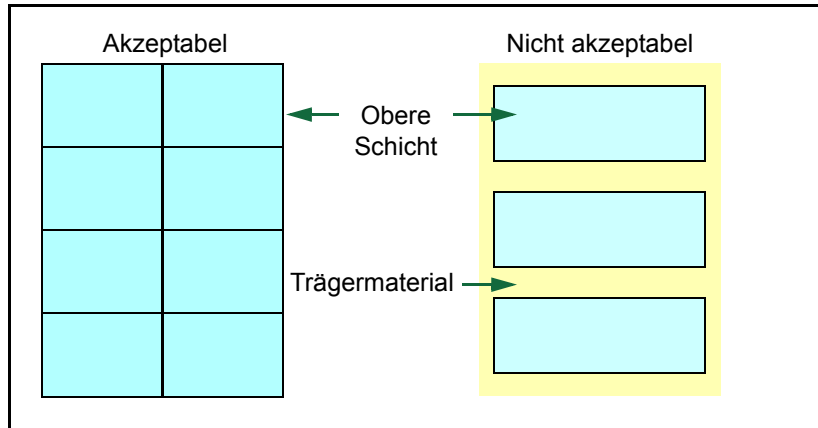 Akzeptabel
Nicht akzeptabel
Obere
Schicht
Trägermaterial